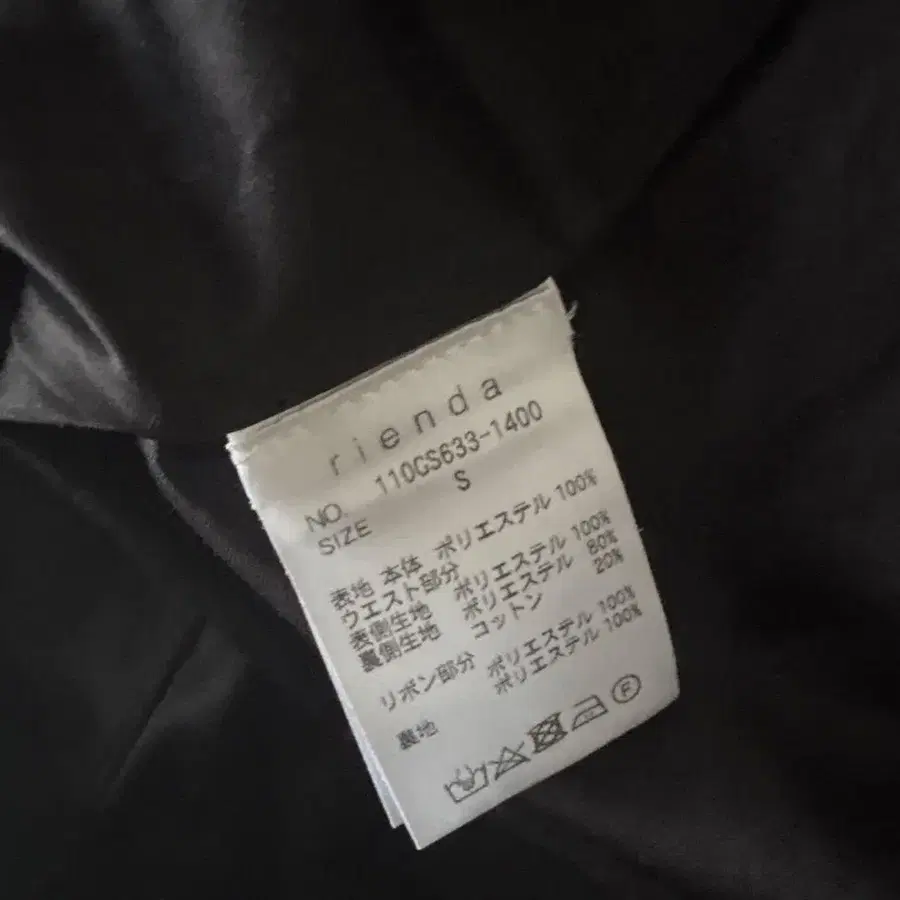 rienda
NO. 110GS633-1400
SIZE S
表地 本体 ポリエステル 100%
ウエスト部分
表側生地 ポリエステル 100%
裏側生地 ポリエステル 80%
コットン 20%
リボン部分 ポリエステル 100%
裏地 ポリエステル 100%
F